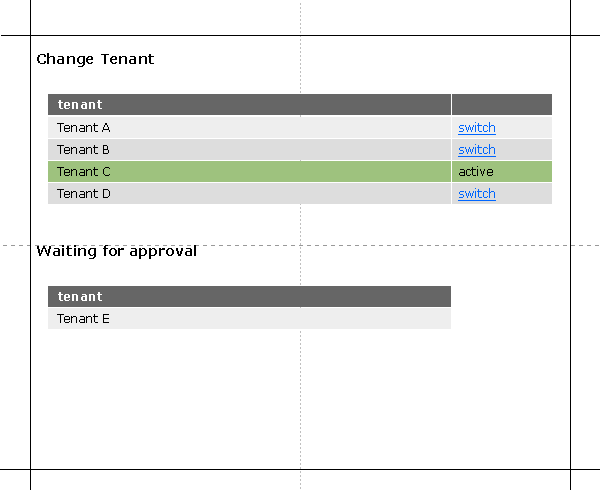 Change Tenant
tenant
Tenant A switch
Tenant B switch
Tenant C active
Tenant D switch
Waiting for approval
tenant
Tenant E